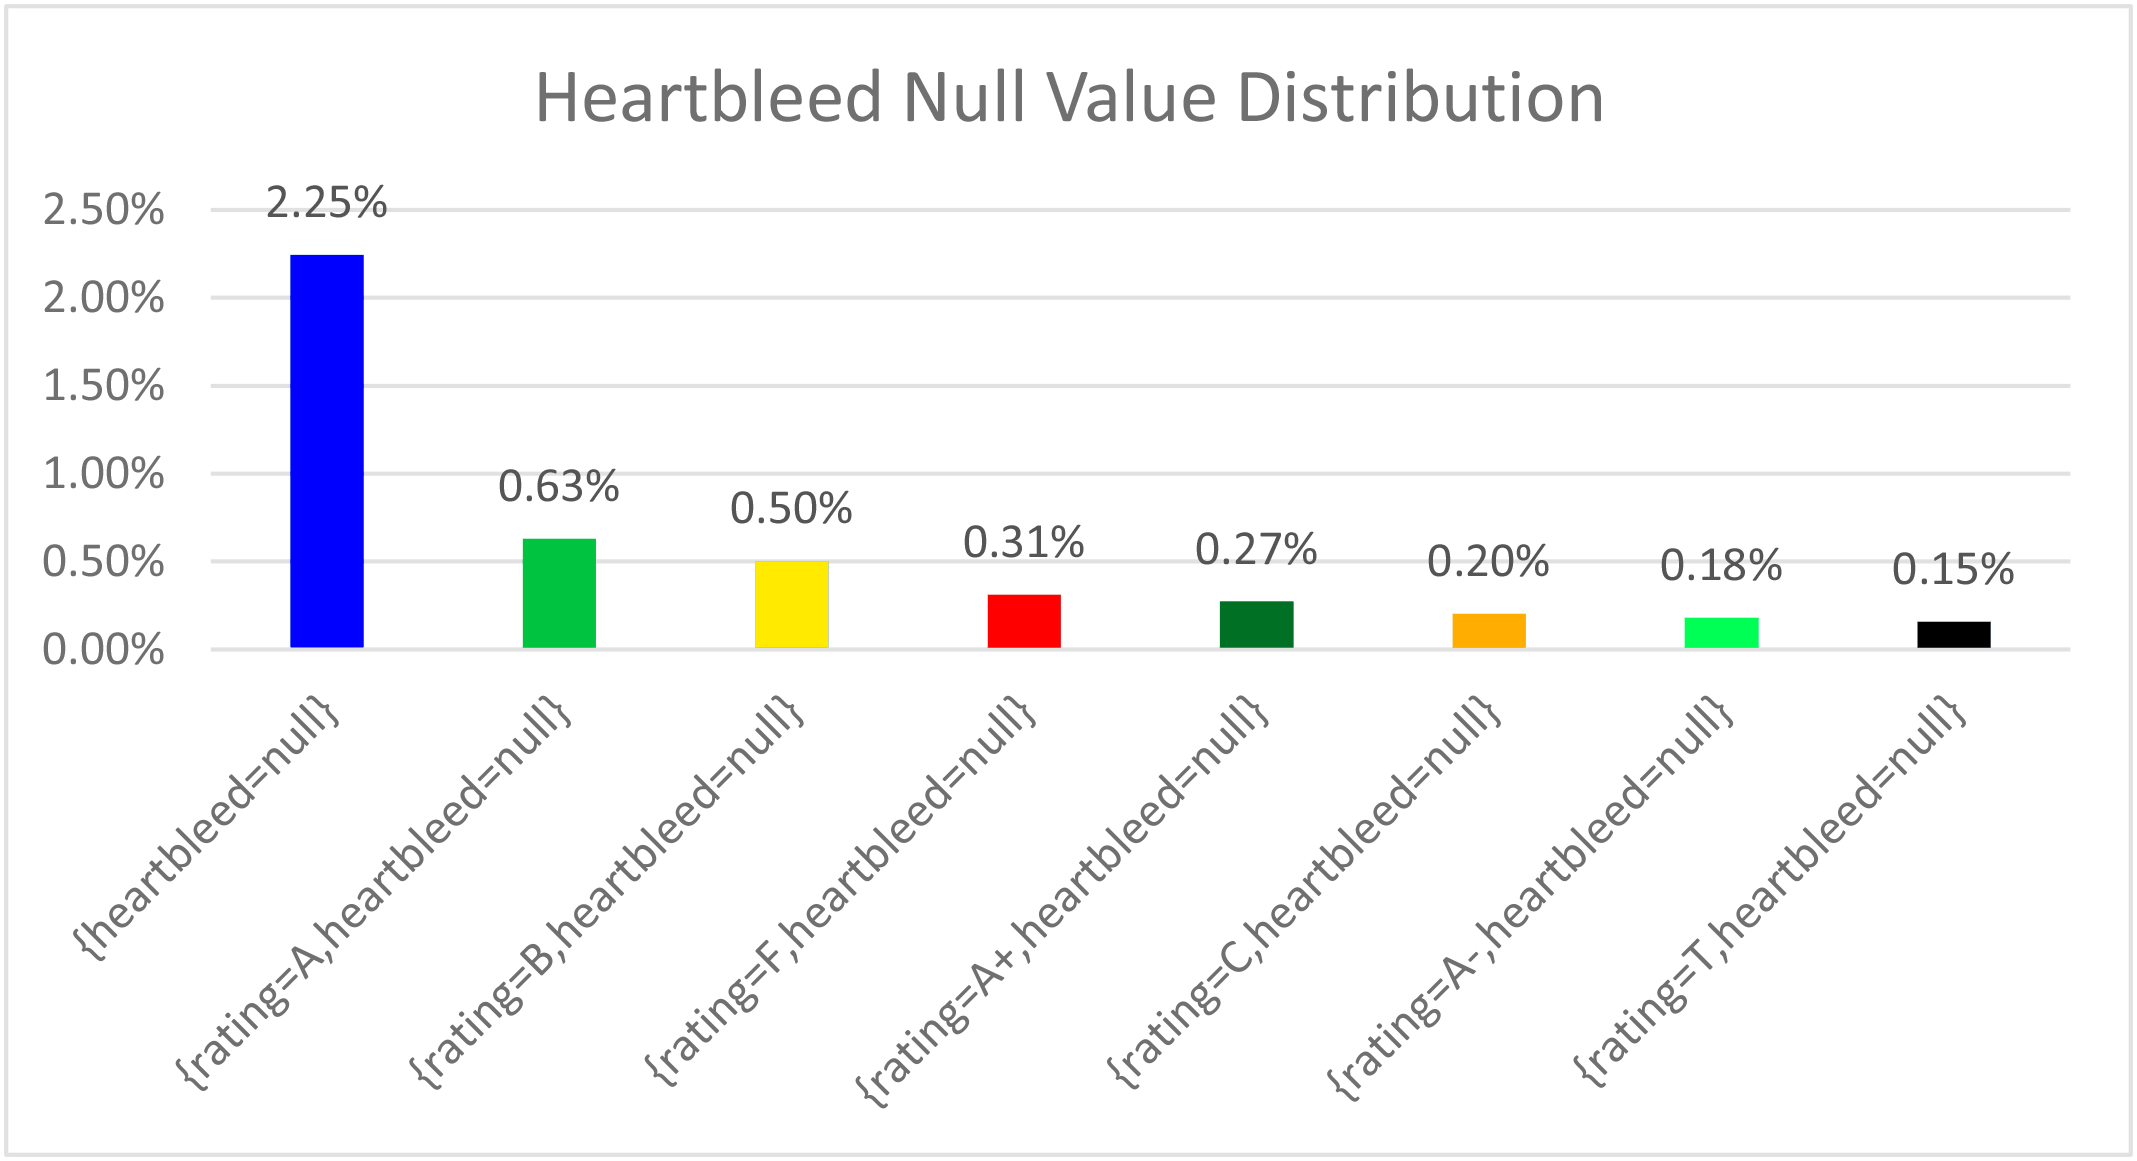 Heartbleed Null Value Distribution
2.50%
2.00%
1.50%
1.00%
0.50%
0.00%
2.25%
0.63%
0.50%
0.31%
0.27%
0.20%
0.18%
0.15%
{heartbleed=null}
{rating=A,heartbleed=null}
{rating=B,heartbleed=null}
{rating=F,heartbleed=null}
{rating=A+,heartbleed=null}
{rating=C,heartbleed=null}
{rating=A-,heartbleed=null}
{rating=T,heartbleed=null}